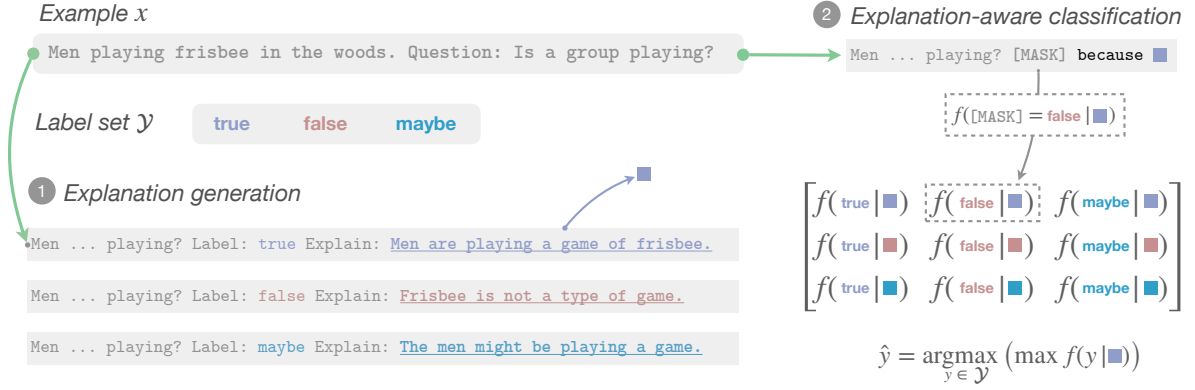 Example x
Men playing frisbee in the woods. Question: Is a group playing?
Label set 𝒴 true false maybe
1 Explanation generation
Men ... playing? Label: true Explain: Men are playing a game of frisbee.
Men ... playing? Label: false Explain: Frisbee is not a type of game.
Men ... playing? Label: maybe Explain: The men might be playing a game.
2 Explanation-aware classification
Men ... playing? [MASK] because ■
f([MASK] = false | ■)
f( true | ■) f( false | ■) f( maybe | ■)
f( true | ■) f( false | ■) f( maybe | ■)
f( true | ■) f( false | ■) f( maybe | ■)
ŷ = argmax (max f(y | ■))
y ∈ 𝒴